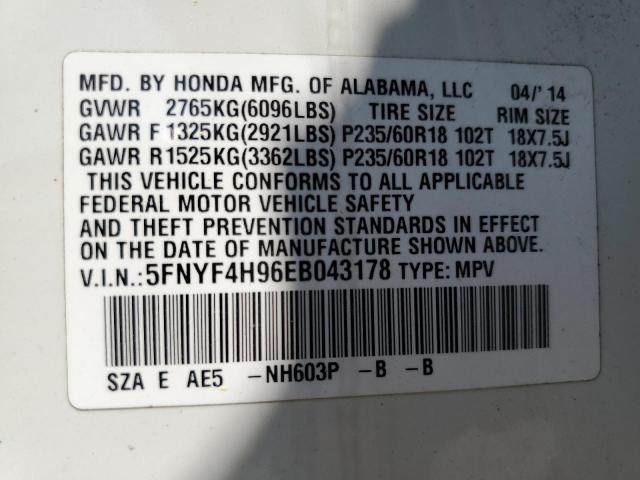 MFD. BY HONDA MFG. OF ALABAMA, LLC 04/'14
GVWR 2765KG(6096LBS) TIRE SIZE RIM SIZE
GAWR F 1325KG(2921LBS) P235/60R18 102T 18X7.5J
GAWR R1525KG(3362LBS) P235/60R18 102T 18X7.5J
THIS VEHICLE CONFORMS TO ALL APPLICABLE
FEDERAL MOTOR VEHICLE SAFETY
AND THEFT PREVENTION STANDARDS IN EFFECT
ON THE DATE OF MANUFACTURE SHOWN ABOVE.
V.I.N.:5FNYF4H96EB043178 TYPE: MPV
SZA E AE5 -NH603P -B -B